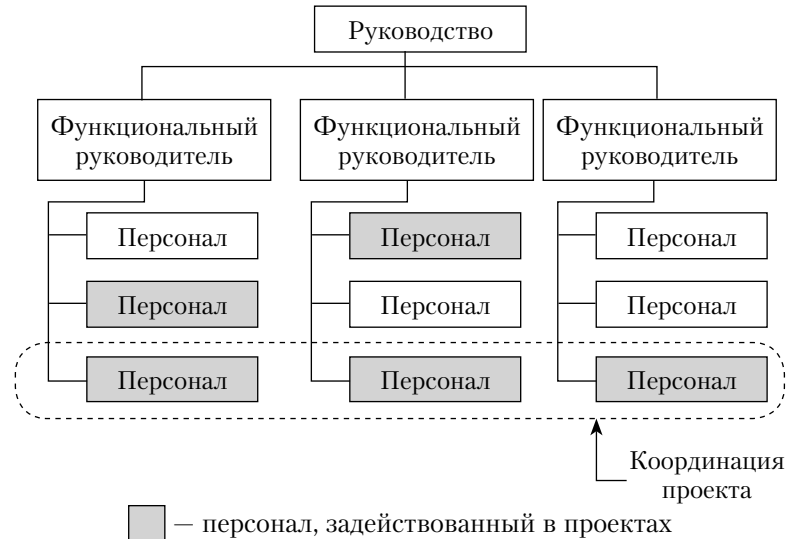 Руководство
Функциональный
руководитель
Функциональный
руководитель
Функциональный
руководитель
Персонал
Персонал
Персонал
Персонал
Персонал
Персонал
Персонал
Персонал
Персонал
Координация
проекта
— персонал, задействованный в проектах